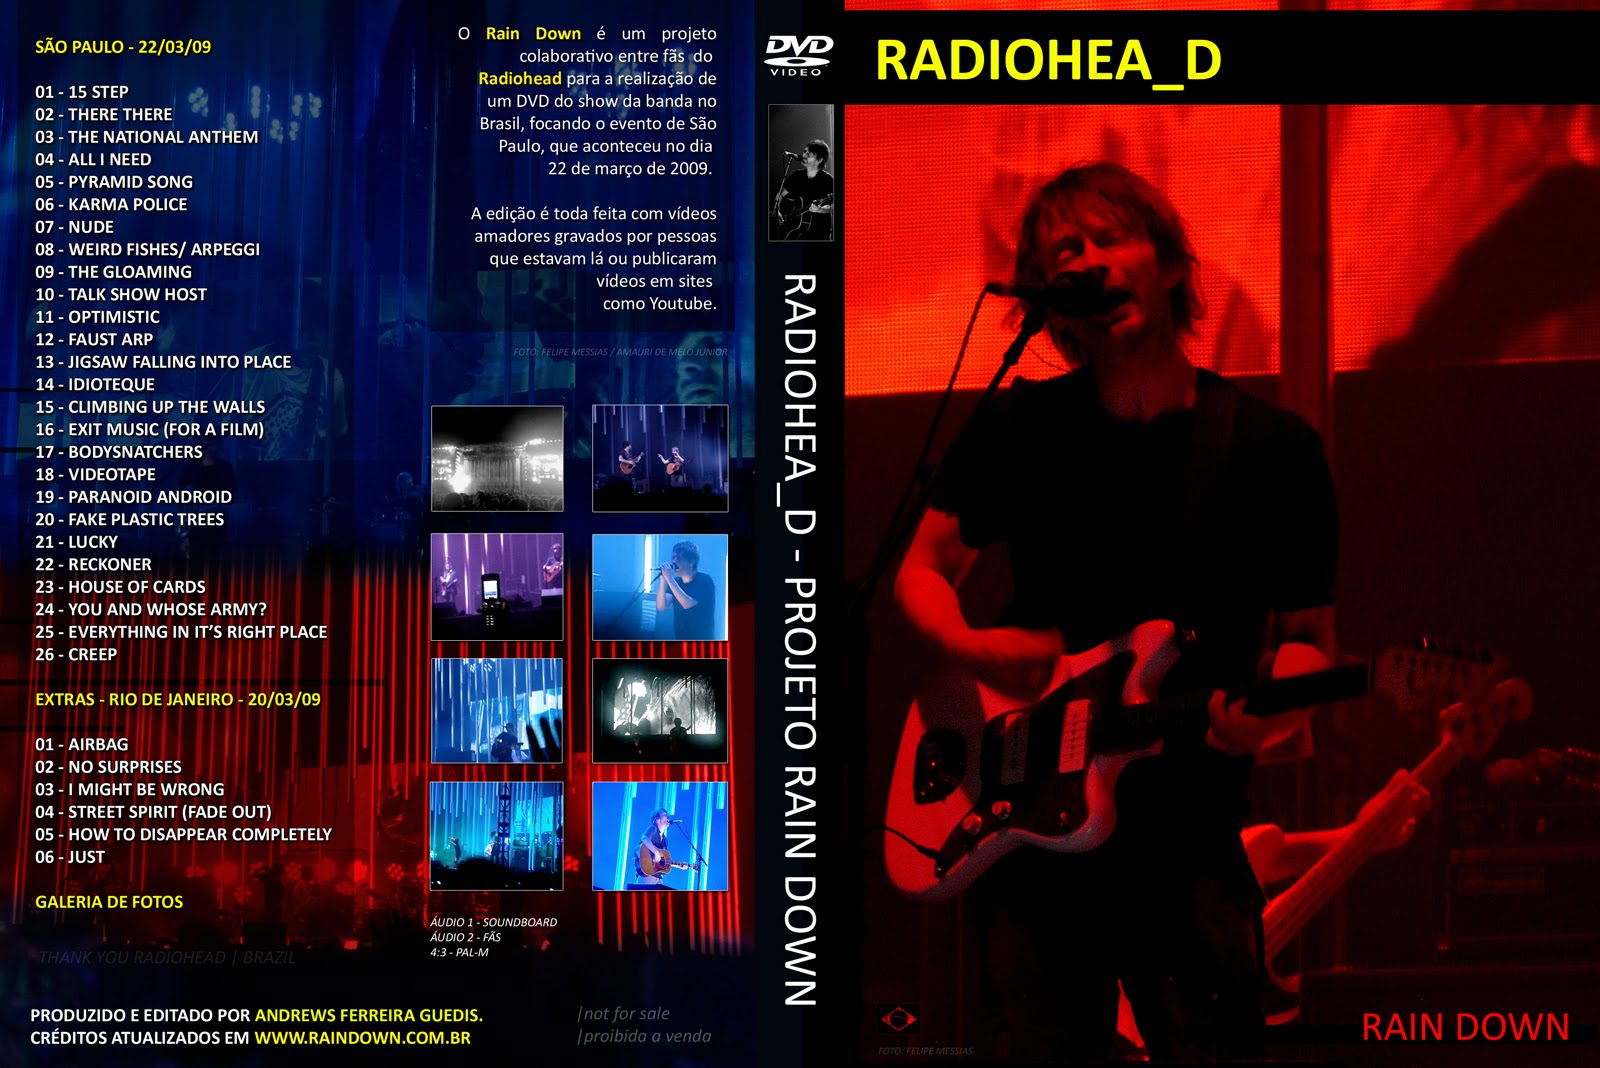 SÃO PAULO - 22/03/09
01 - 15 STEP
02 - THERE THERE
03 - THE NATIONAL ANTHEM
04 - ALL I NEED
05 - PYRAMID SONG
06 - KARMA POLICE
07 - NUDE
08 - WEIRD FISHES/ ARPEGGI
09 - THE GLOAMING
10 - TALK SHOW HOST
11 - OPTIMISTIC
12 - FAUST ARP
13 - JIGSAW FALLING INTO PLACE
14 - IDIOTEQUE
15 - CLIMBING UP THE WALLS
16 - EXIT MUSIC (FOR A FILM)
17 - BODYSNATCHERS
18 - VIDEOTAPE
19 - PARANOID ANDROID
20 - FAKE PLASTIC TREES
21 - LUCKY
22 - RECKONER
23 - HOUSE OF CARDS
24 - YOU AND WHOSE ARMY?
25 - EVERYTHING IN IT'S RIGHT PLACE
26 - CREEP
EXTRAS - RIO DE JANEIRO - 20/03/09
01 - AIRBAG
02 - NO SURPRISES
03 - I MIGHT BE WRONG
04 - STREET SPIRIT (FADE OUT)
05 - HOW TO DISAPPEAR COMPLETELY
06 - JUST
GALERIA DE FOTOS
THANK YOU RADIOHEAD | BRAZIL
PRODUZIDO E EDITADO POR ANDREWS FERREIRA GUEDIS.
CRÉDITOS ATUALIZADOS EM WWW.RAINDOWN.COM.BR
O Rain Down é um projeto
colaborativo entre fãs do
Radiohead para a realização de
um DVD do show da banda no
Brasil, focando o evento de São
Paulo, que aconteceu no dia
22 de março de 2009.
A edição é toda feita com vídeos
amadores gravados por pessoas
que estavam lá ou publicaram
vídeos em sites
como Youtube.
FOTO: FELIPE MESSIAS / AMAURI DE MELO JUNIOR
ÁUDIO 1 - SOUNDBOARD
ÁUDIO 2 - FÃS
4:3 - PAL-M
|not for sale
|proibida a venda
DVD
VIDEO
RADIOHEA_D - PROJETO RAIN DOWN
RADIOHEA_D
RAIN DOWN
FOTO: FELIPE MESSIAS